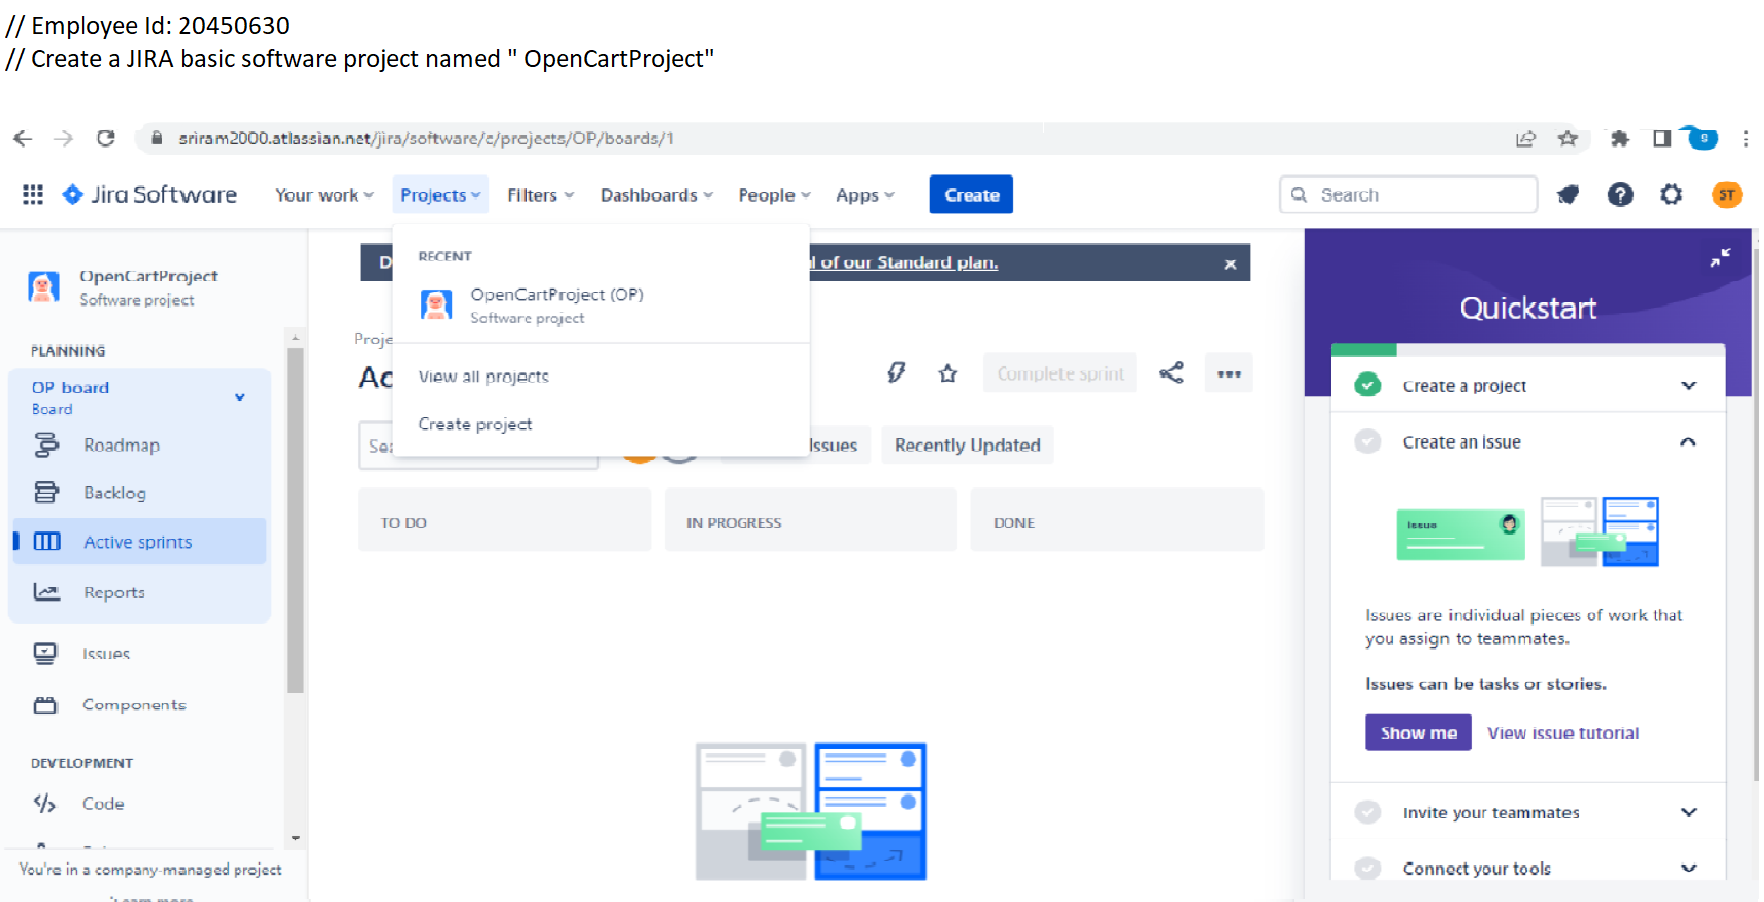 // Employee Id: 20450630
// Create a JIRA basic software project named " OpenCartProject"
sriram2000.atlassian.net/jira/software/c/projects/OP/boards/1
S
Jira Software
Your work
Projects
Filters
Dashboards
People
Apps
Create
Search
ST
OpenCartProject
Software project
PLANNING
OP board
Board
Roadmap
Backlog
Active sprints
Reports
Issues
Components
DEVELOPMENT
Code
You're in a company-managed project
Learn more
D
l of our Standard plan.
RECENT
OpenCartProject (OP)
Software project
View all projects
Create project
Proje
Ac
Complete sprint
Sea
Issues
Recently Updated
TO DO
IN PROGRESS
DONE
Quickstart
Create a project
Create an issue
Issue
Issues are individual pieces of work that
you assign to teammates.
Issues can be tasks or stories.
Show me
View issue tutorial
Invite your teammates
Connect your tools